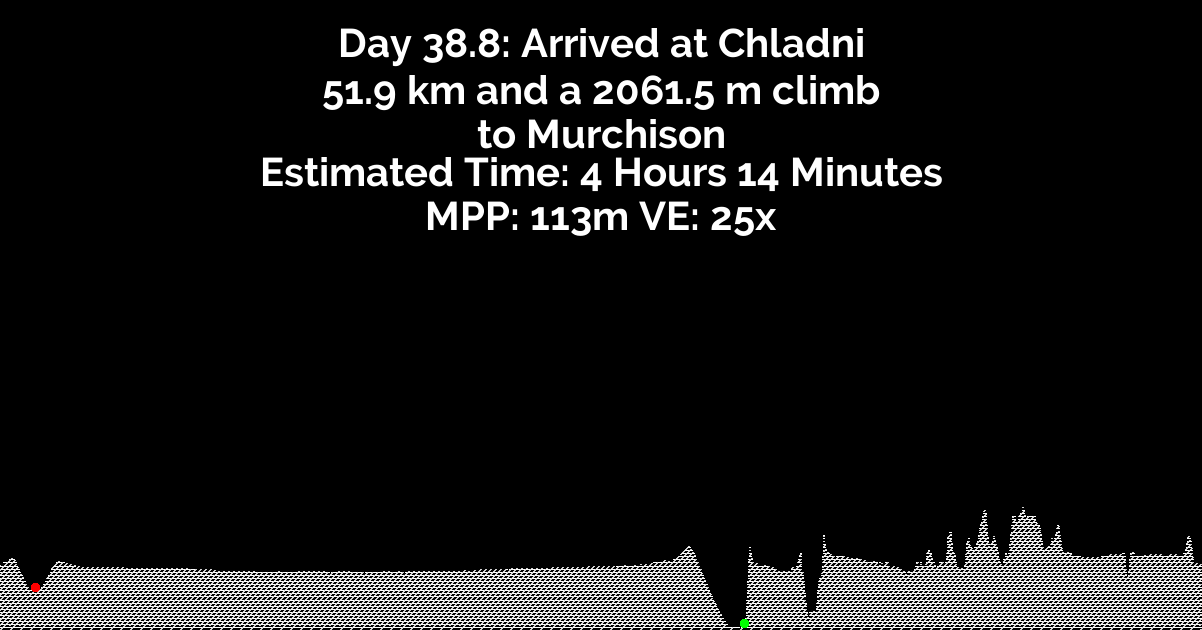 Day 38.8: Arrived at Chladni
51.9 km and a 2061.5 m climb
to Murchison
Estimated Time: 4 Hours 14 Minutes
MPP: 113m VE: 25x